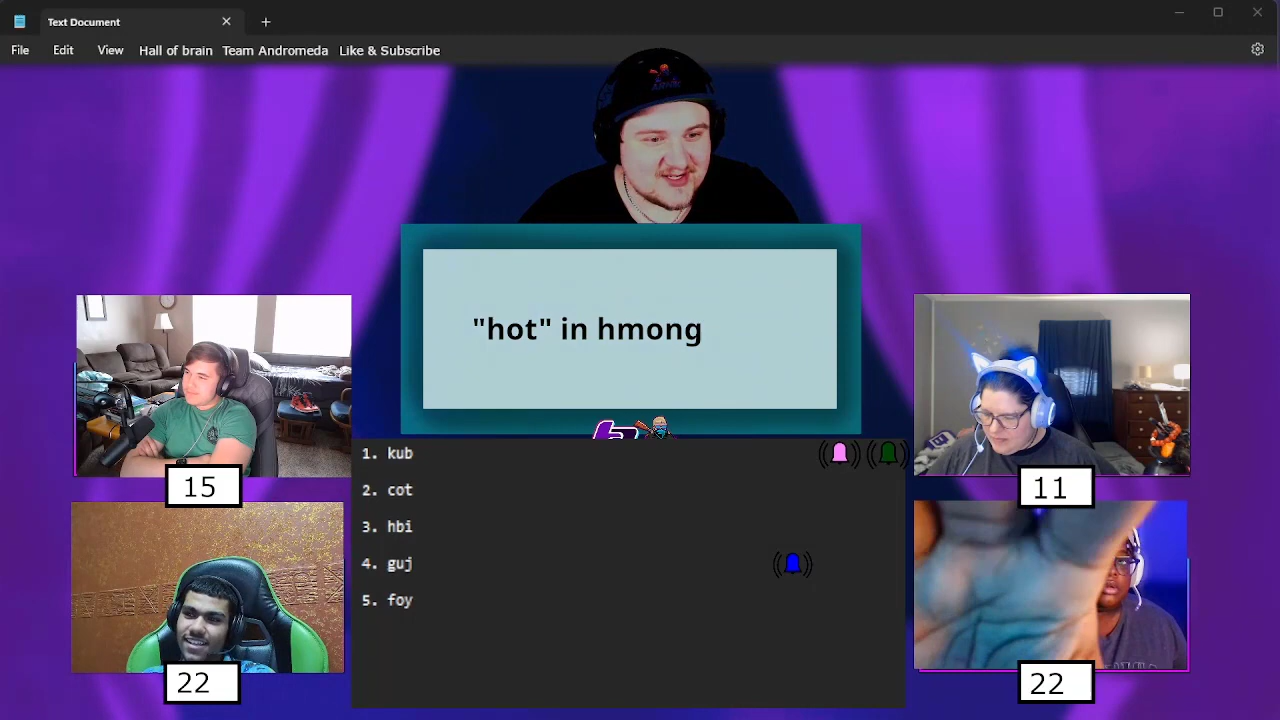 Text Document
File Edit View Hall of brain Team Andromeda Like & Subscribe
"hot" in hmong
1. kub
2. cot
3. hbi
4. guj
5. foy
15
11
22
22